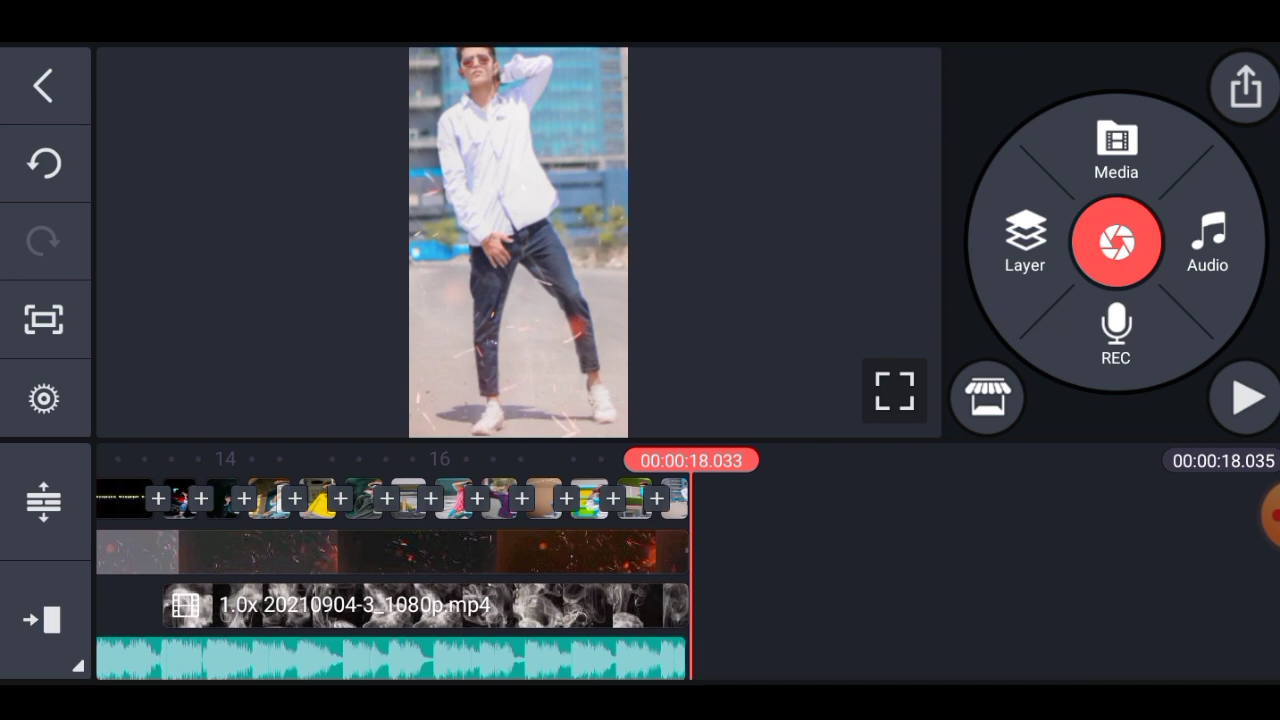 Media
Layer
Audio
REC
14
16
00:00:18.033
00:00:18.035
1.0x 20210904-3_1080p.mp4